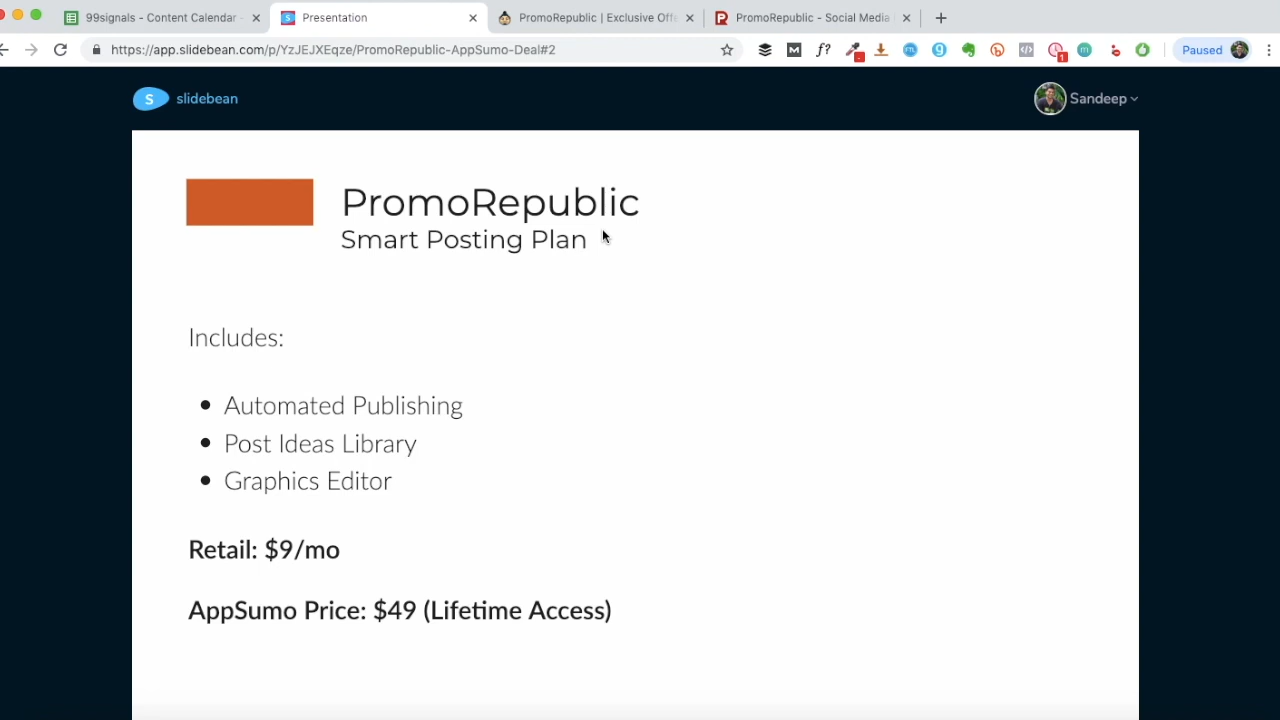 99signals - Content Calendar -
Presentation
PromoRepublic | Exclusive Offe
PromoRepublic - Social Media
https://app.slidebean.com/p/YzJEJXEqze/PromoRepublic-AppSumo-Deal#2
Paused
S slidebean
Sandeep
PromoRepublic
Smart Posting Plan
Includes:
• Automated Publishing
• Post Ideas Library
• Graphics Editor
Retail: $9/mo
AppSumo Price: $49 (Lifetime Access)